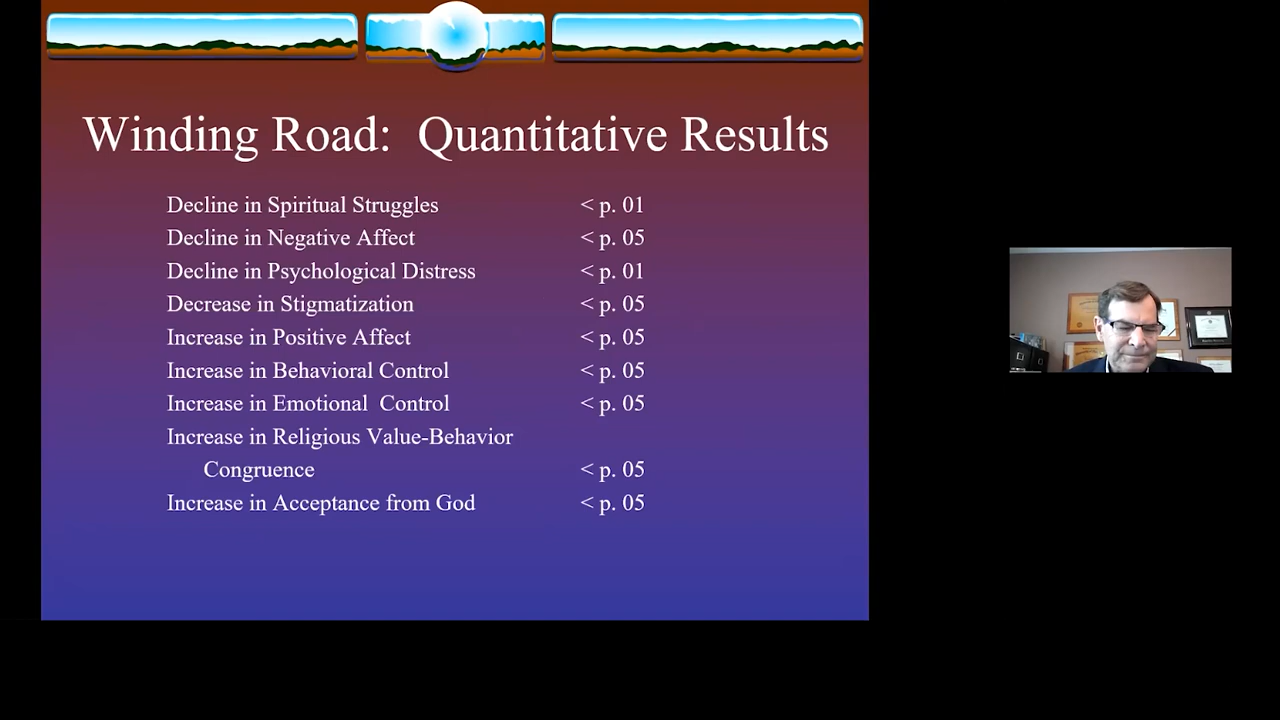 Winding Road: Quantitative Results
Decline in Spiritual Struggles < p. 01
Decline in Negative Affect < p. 05
Decline in Psychological Distress < p. 01
Decrease in Stigmatization < p. 05
Increase in Positive Affect < p. 05
Increase in Behavioral Control < p. 05
Increase in Emotional Control < p. 05
Increase in Religious Value-Behavior
Congruence < p. 05
Increase in Acceptance from God < p. 05